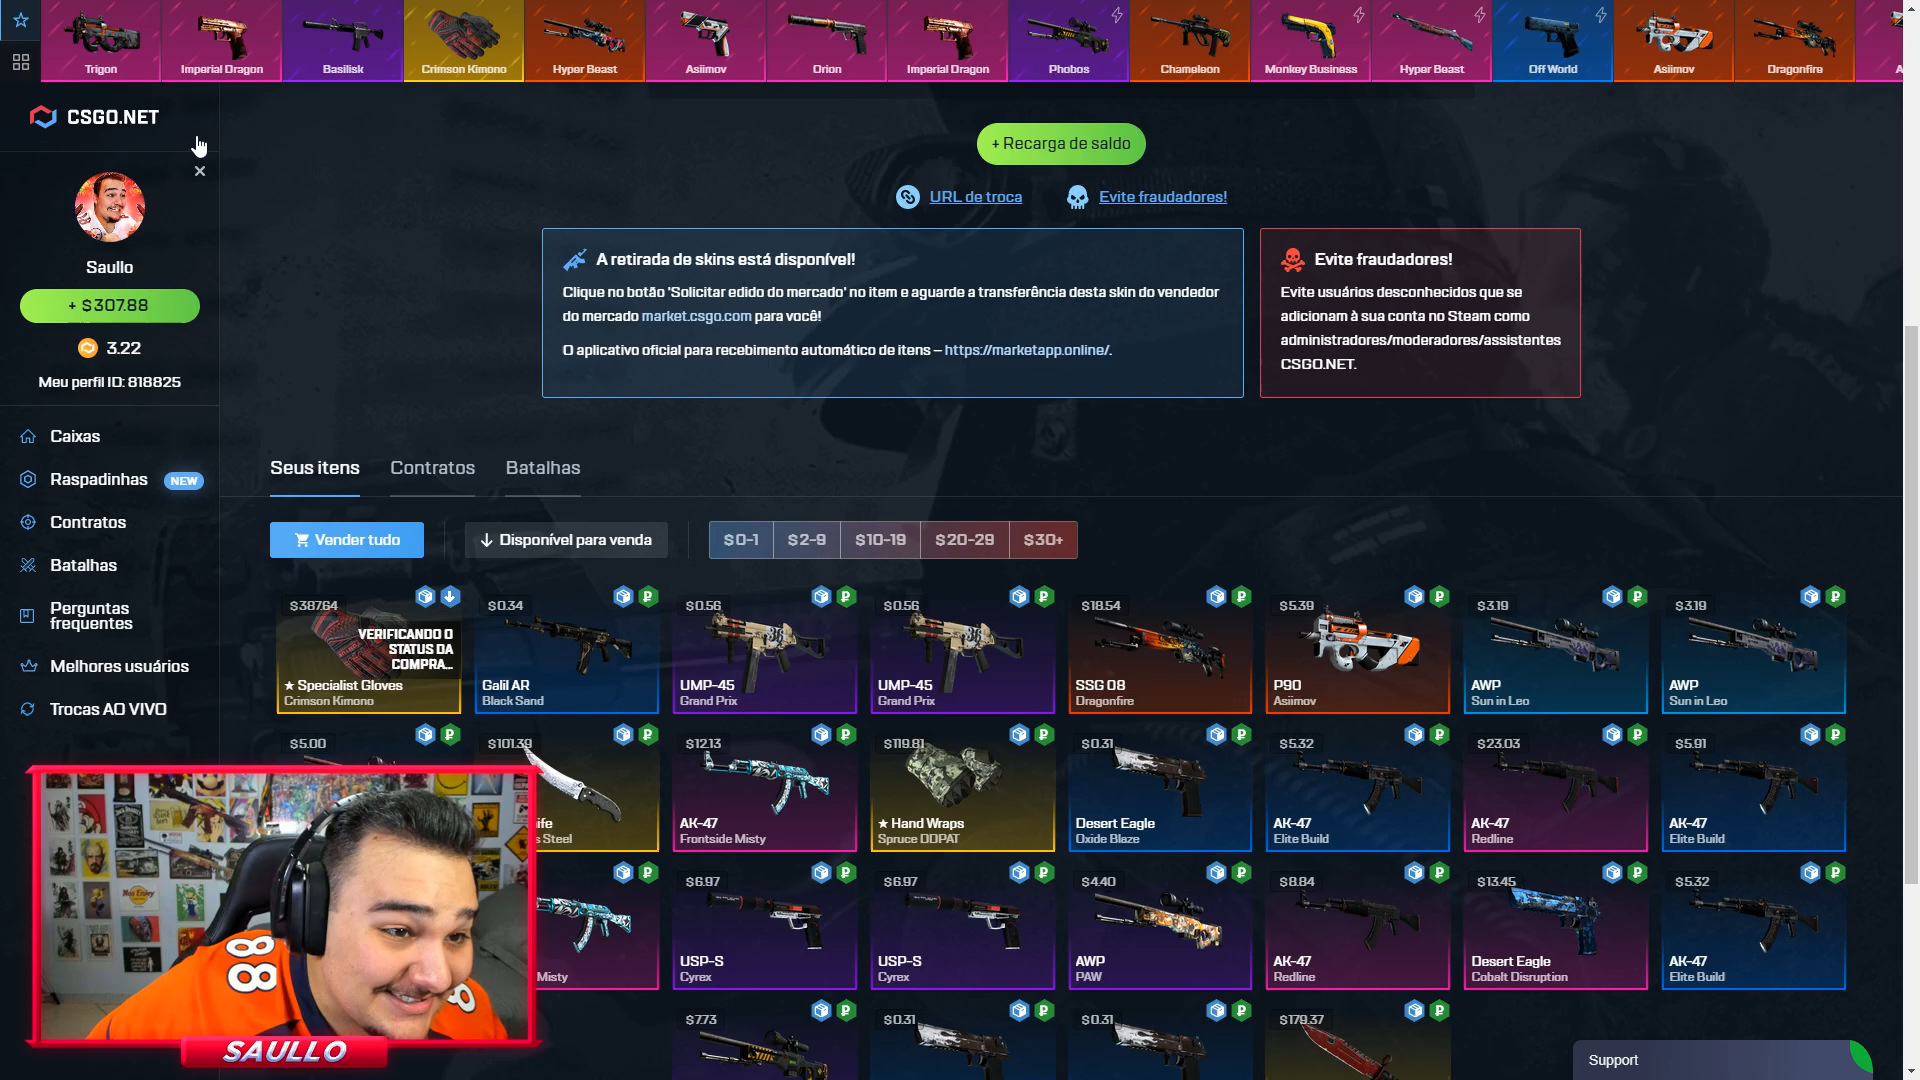 Trigon
Imperial Dragon
Basilisk
Crimson Kimono
Hyper Beast
Asiimov
Orion
Imperial Dragon
Phobos
Chameleon
Monkey Business
Hyper Beast
Off World
Asiimov
Dragonfire
CSGO.NET
Saullo
+ $307.88
3.22
Meu perfil ID: 818825
Caixas
Raspadinhas NEW
Contratos
Batalhas
Perguntas
frequentes
Melhores usuários
Trocas AO VIVO
+ Recarga de saldo
URL de troca
Evite fraudadores!
A retirada de skins está disponível!
Clique no botão 'Solicitar edido do mercado' no item e aguarde a transferência desta skin do vendedor
do mercado market.csgo.com para você!
O aplicativo oficial para recebimento automático de itens – https://marketapp.online/.
Evite fraudadores!
Evite usuários desconhecidos que se
adicionam à sua conta no Steam como
administradores/moderadores/assistentes
CSGO.NET.
Seus itens
Contratos
Batalhas
Vender tudo
Disponível para venda
$0-1
$2-9
$10-19
$20-29
$30+
$387.64
VERIFICANDO O
STATUS DA
COMPRA...
★ Specialist Gloves
Crimson Kimono
$0.34
Galil AR
Black Sand
$0.56
UMP-45
Grand Prix
$0.56
UMP-45
Grand Prix
$18.54
SSG 08
Dragonfire
$5.39
P90
Asiimov
$3.19
AWP
Sun in Leo
$3.19
AWP
Sun in Leo
$5.00
$101.39
ife
s Steel
$12.13
AK-47
Frontside Misty
$119.81
★ Hand Wraps
Spruce DDPAT
$0.31
Desert Eagle
Oxide Blaze
$5.32
AK-47
Elite Build
$23.03
AK-47
Redline
$5.91
AK-47
Elite Build
Misty
$6.97
USP-S
Cyrex
$6.97
USP-S
Cyrex
$4.40
AWP
PAW
$8.84
AK-47
Redline
$13.45
Desert Eagle
Cobalt Disruption
$5.32
AK-47
Elite Build
$7.73
$0.31
$0.31
$179.37
88
8
SAULLO
Support